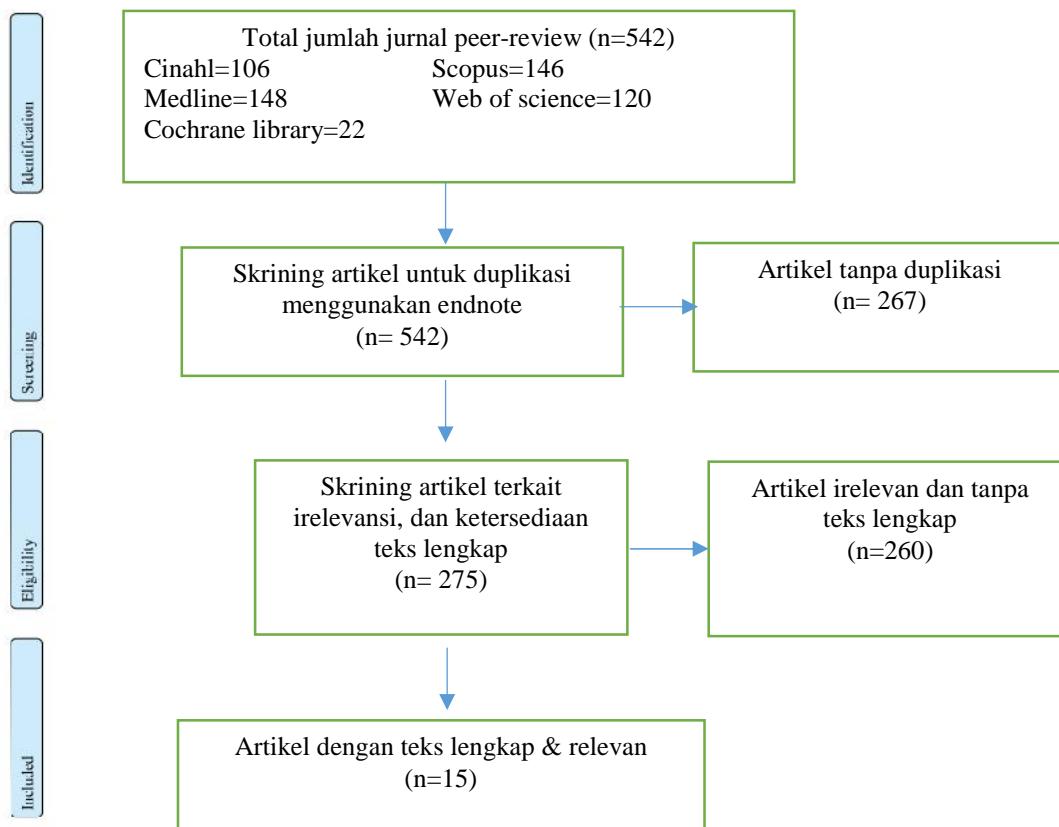 Identification
Total jumlah jurnal peer-review (n=542)
Cinahl=106 Scopus=146
Medline=148 Web of science=120
Cochrane library=22
Screening
Skrining artikel untuk duplikasi
menggunakan endnote
(n= 542)
Artikel tanpa duplikasi
(n= 267)
Eligibility
Skrining artikel terkait
irelevansi, dan ketersediaan
teks lengkap
(n= 275)
Artikel irelevan dan tanpa
teks lengkap
(n=260)
Included
Artikel dengan teks lengkap & relevan
(n=15)